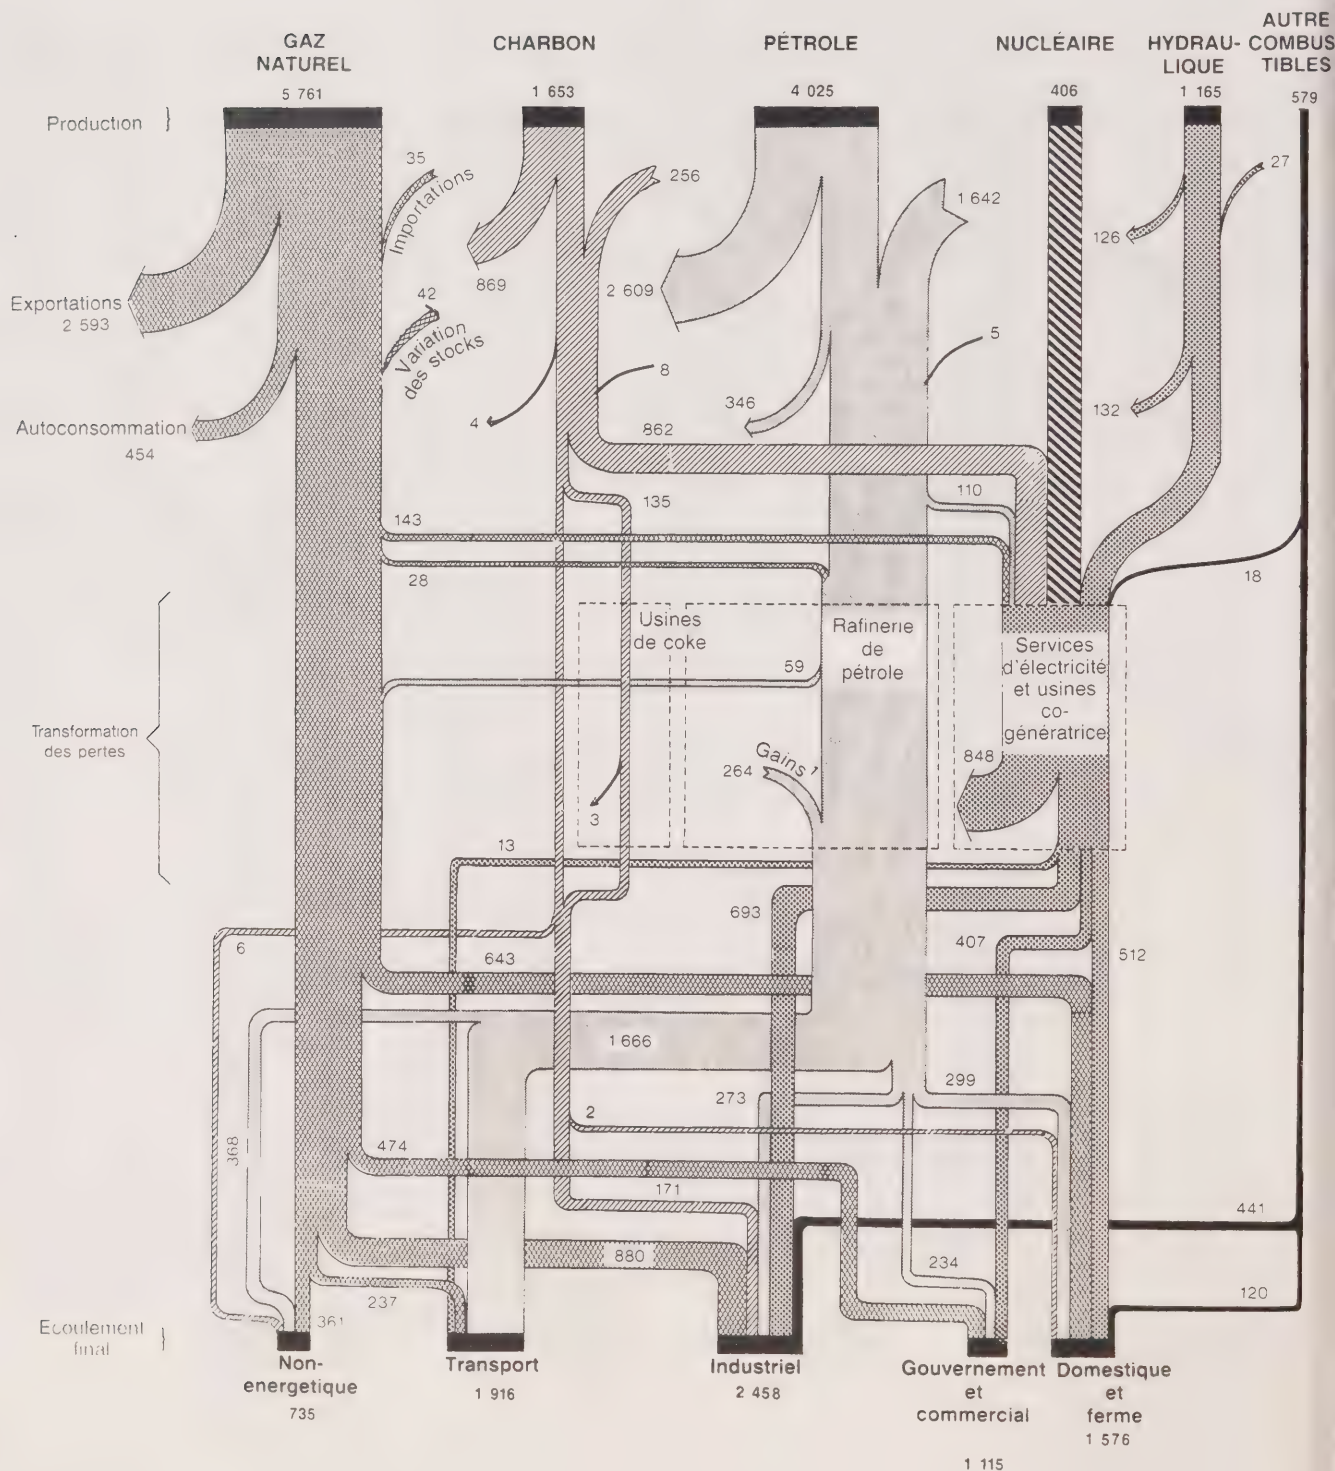 GAZ
NATUREL
5 761
CHARBON
1 653
PÉTROLE
4 025
NUCLÉAIRE
406
HYDRAU-
LIQUE
1 165
AUTRE
COMBUS
TIBLES
579
Production
35
Importations
256
1 642
27
126
Exportations
2 593
869
2 609
42
Variation
des stocks
5
8
4
346
132
Autoconsommation
454
862
135
110
143
28
18
Usines
de coke
Rafinerie
de
pétrole
Services
d'électricité
et usines
co-
génératrice
59
Transformation
des pertes
Gains 1
264
848
3
13
693
407
512
6
643
1 666
273
299
2
368
474
171
441
880
234
120
237
361
Ecoulement
final
Non-
energetique
735
Transport
1 916
Industriel
2 458
Gouvernement
et
commercial
1 115
Domestique
et
ferme
1 576